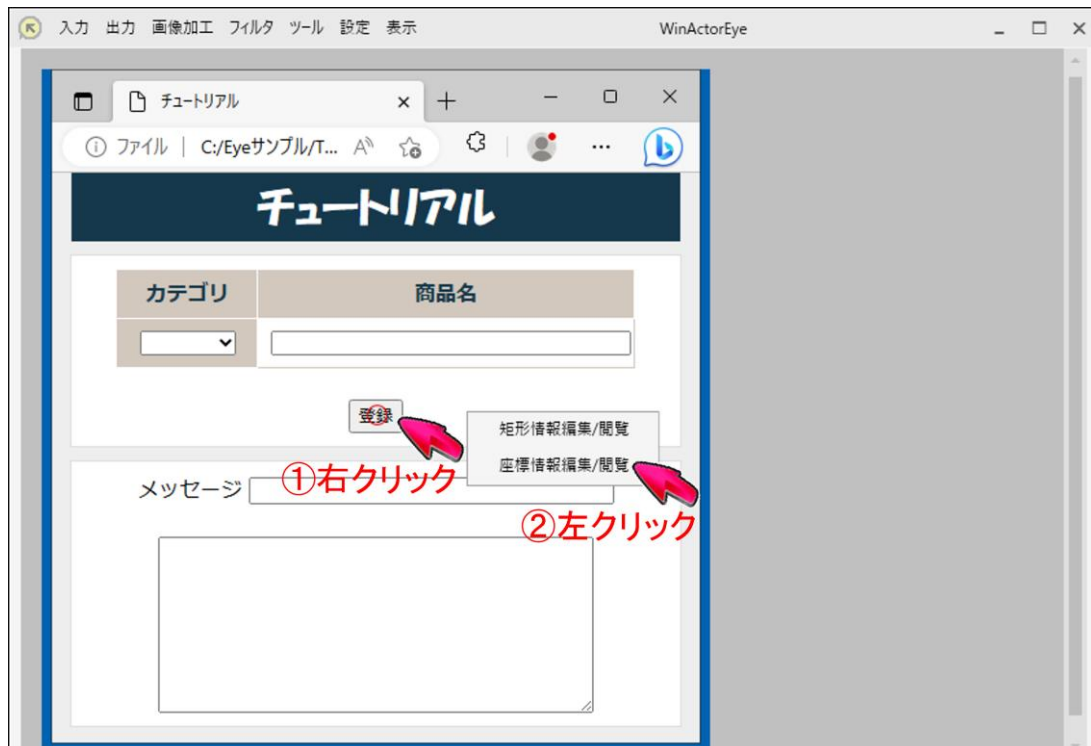 入力 出力 画像加工 フィルタ ツール 設定 表示 WinActorEye
チュートリアル
ファイル | C:/Eyeサンプル/T...
チュートリアル
カテゴリ 商品名
登録
矩形情報編集/閲覧
座標情報編集/閲覧
①右クリック
メッセージ
②左クリック